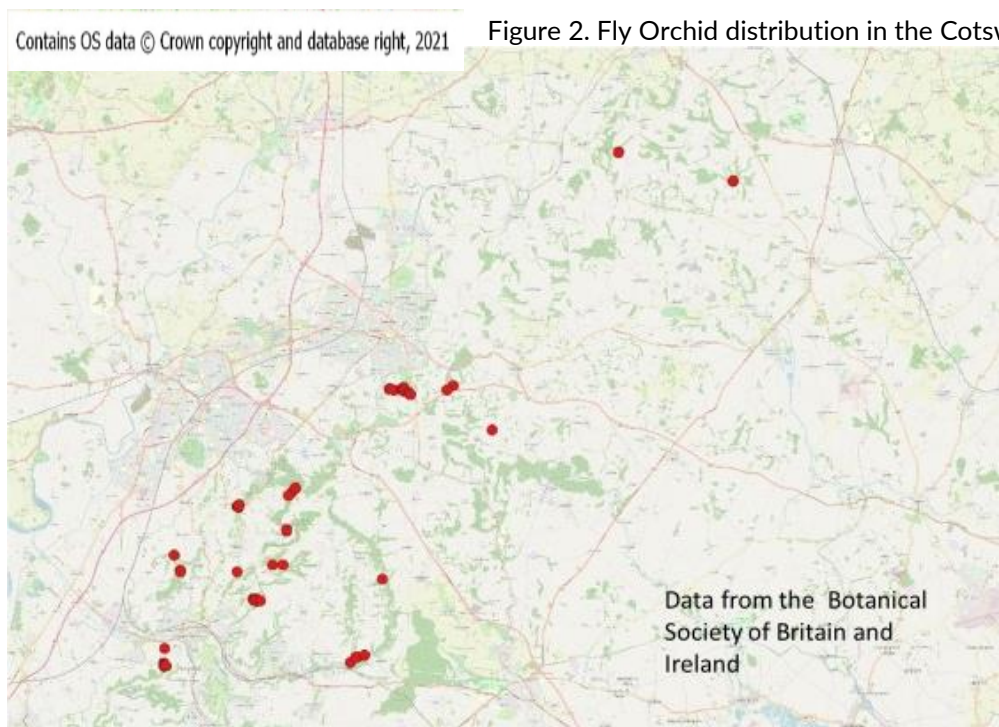 Contains OS data © Crown copyright and database right, 2021
Figure 2. Fly Orchid distribution in the Cotsw
Data from the Botanical
Society of Britain and
Ireland